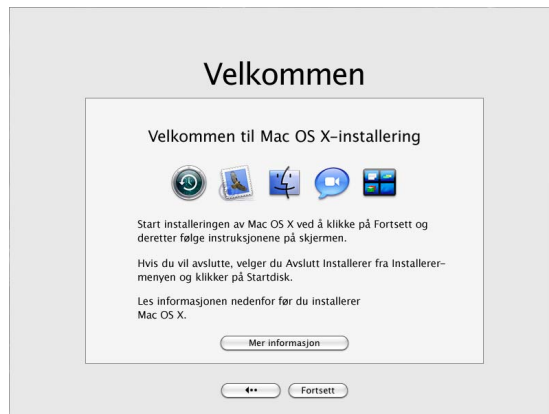 Velkommen
Velkommen til Mac OS X-installering
Start installeringen av Mac OS X ved å klikke på Fortsett og
deretter følge instruksjonene på skjermen.
Hvis du vil avslutte, velger du Avslutt Installerer fra Installerer-
menyen og klikker på Startdisk.
Les informasjonen nedenfor før du installerer
Mac OS X.
Mer informasjon
Fortsett